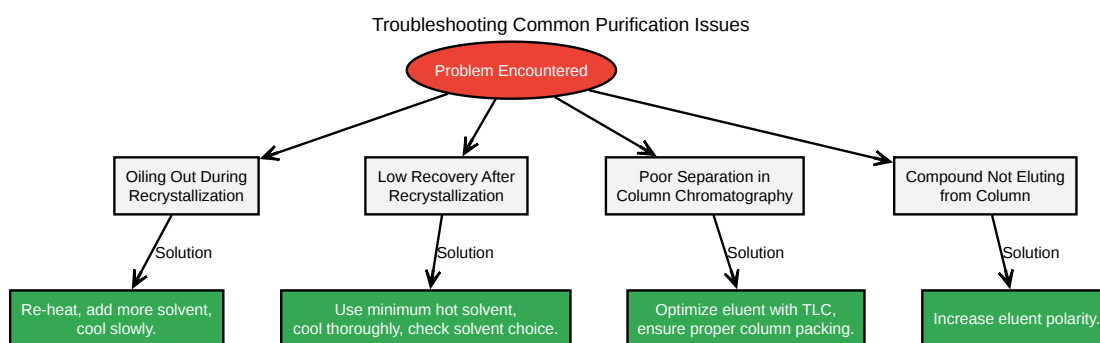 Troubleshooting Common Purification Issues
Problem Encountered
Oiling Out During
Recrystallization
Low Recovery After
Recrystallization
Poor Separation in
Column Chromatography
Compound Not Eluting
from Column
Solution
Solution
Solution
Solution
Re-heat, add more solvent,
cool slowly.
Use minimum hot solvent,
cool thoroughly, check solvent choice.
Optimize eluent with TLC,
ensure proper column packing.
Increase eluent polarity.